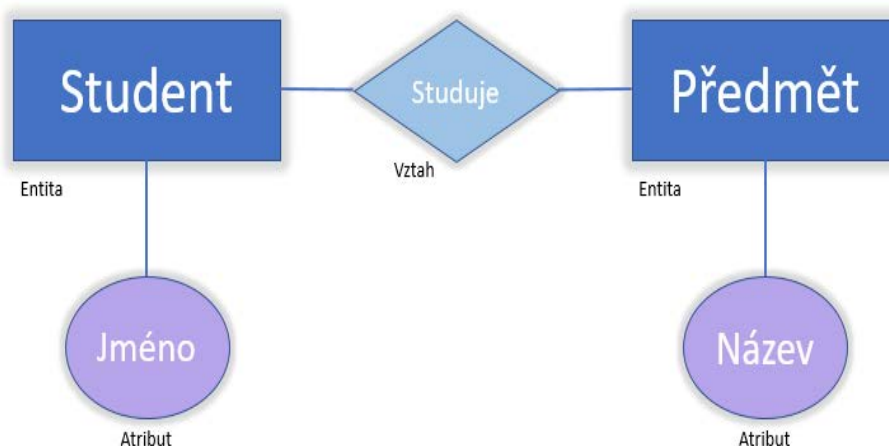 Student
Studuje
Předmět
Entita
Vztah
Entita
Jméno
Název
Atribut
Atribut